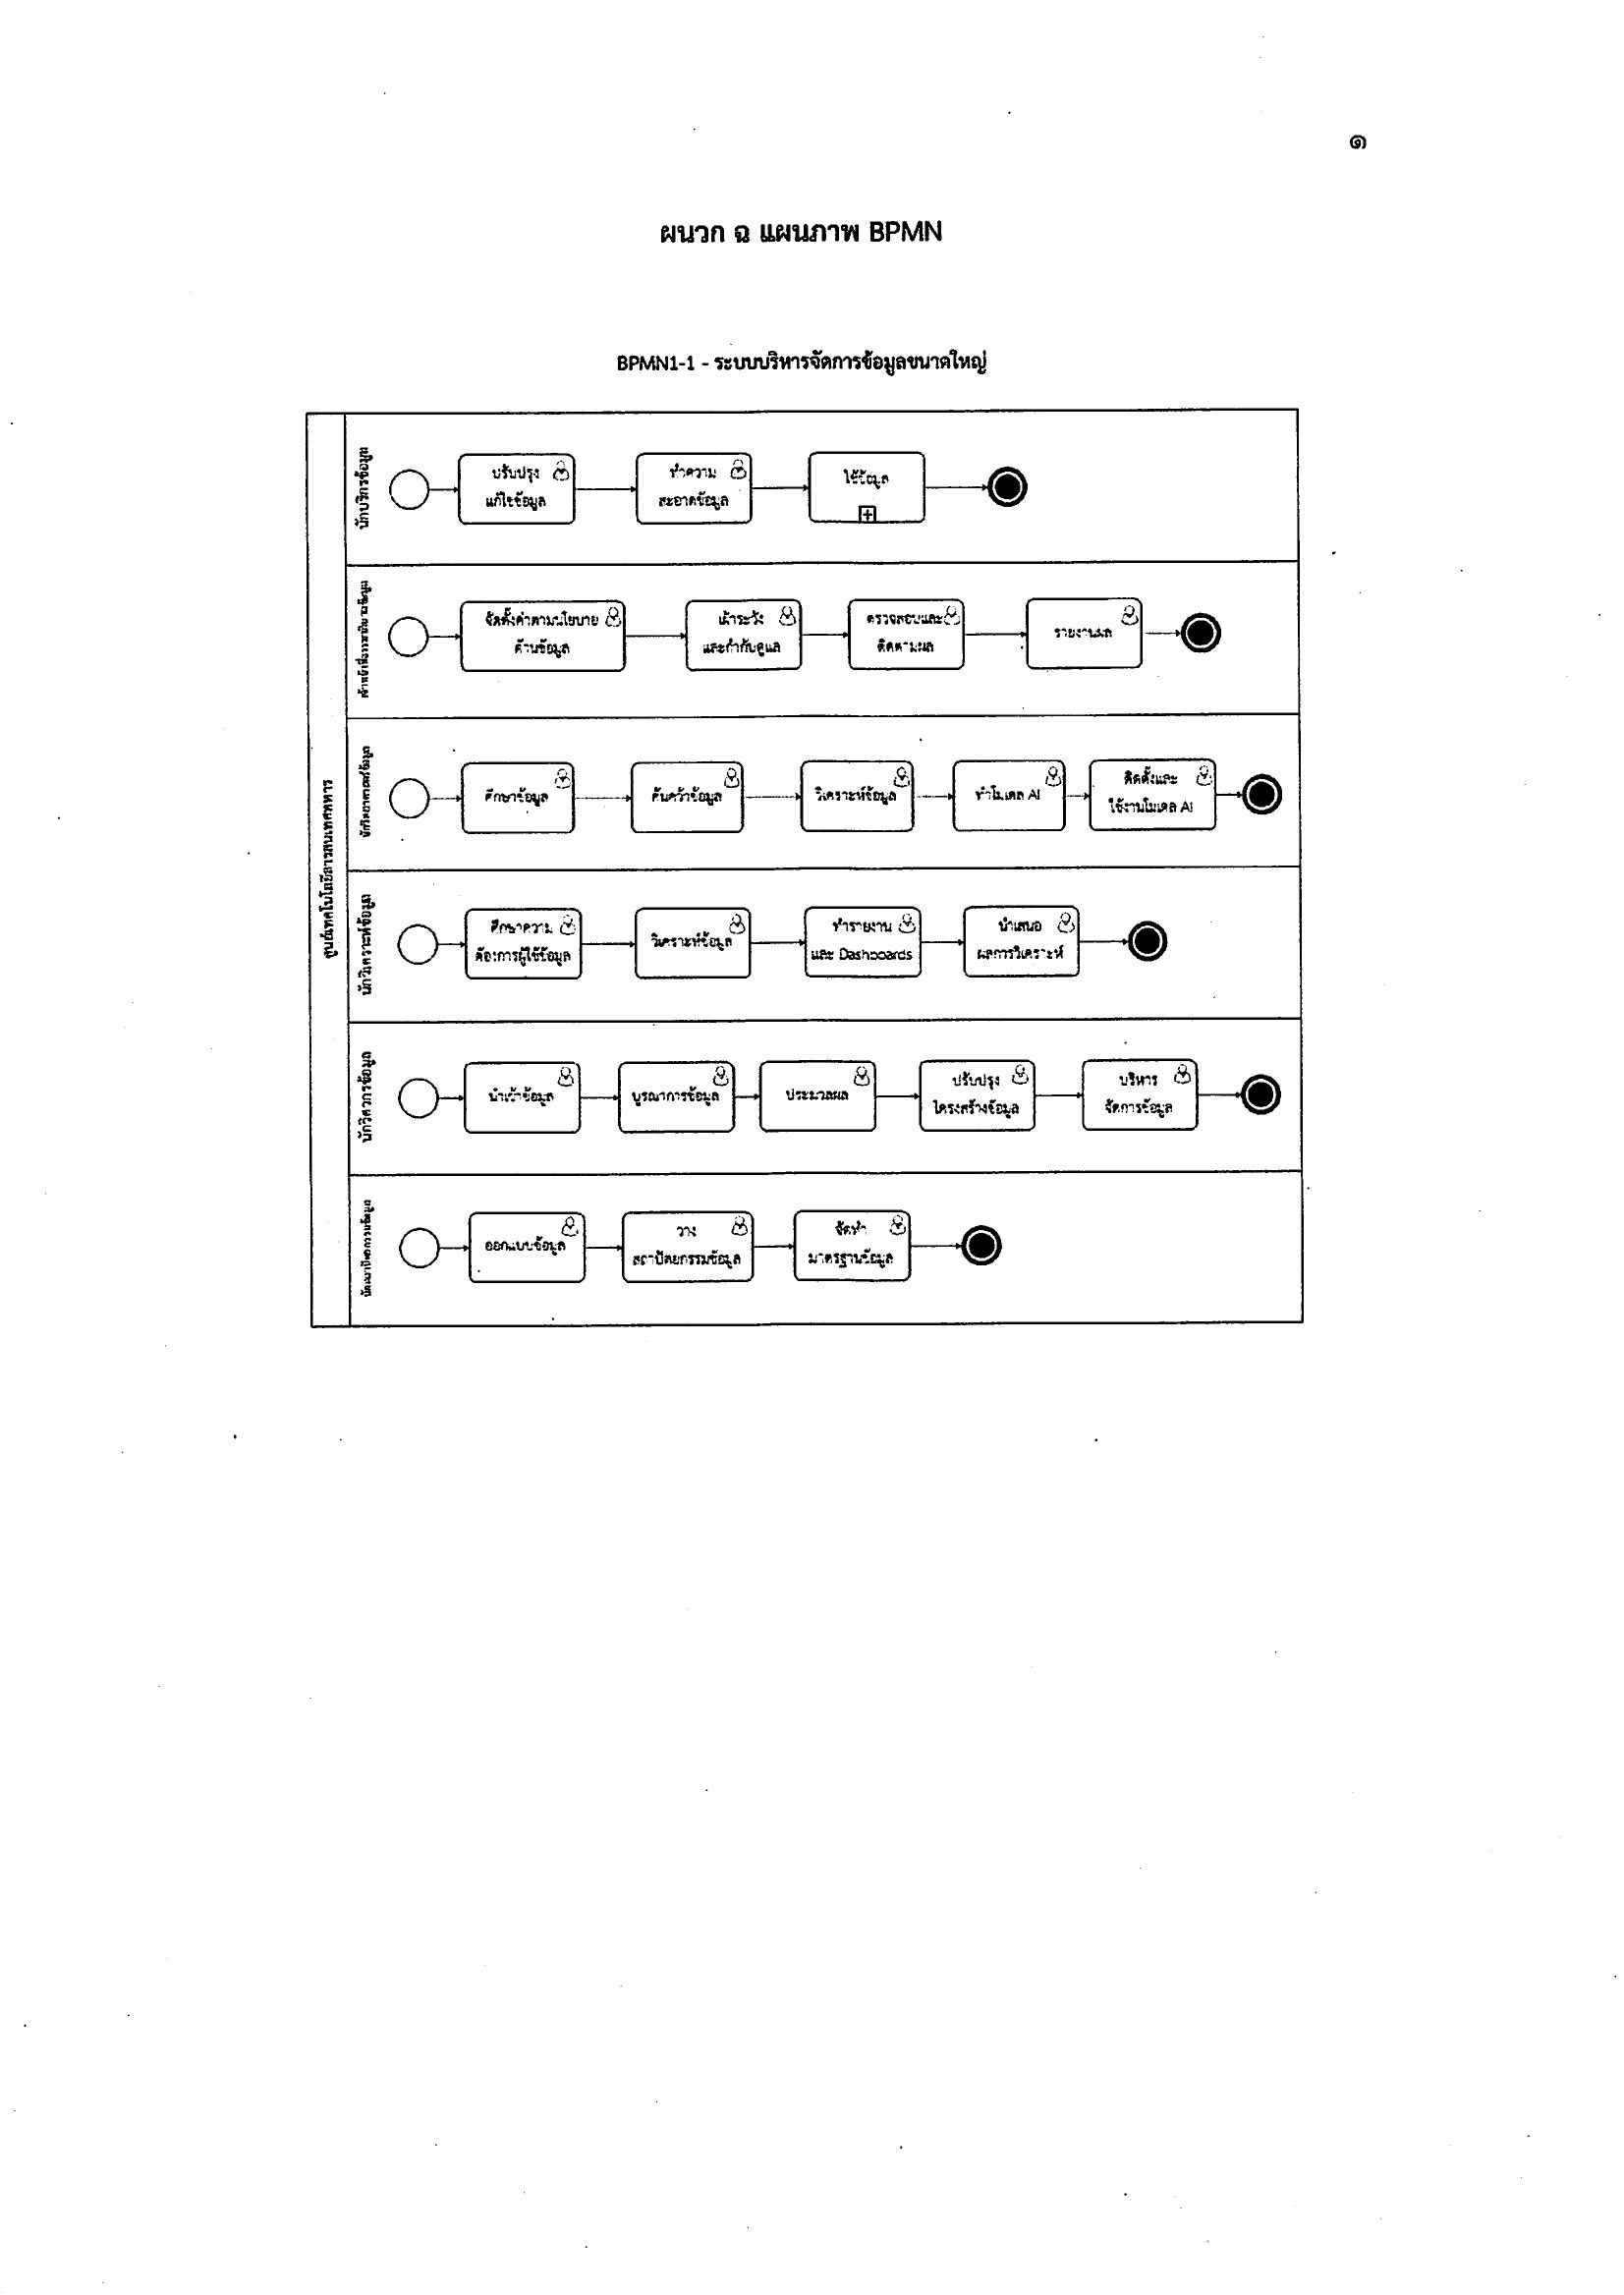 ๑
ผนวก ฉ แผนภาพ BPMN
BPMN1-1 - ระบบบริหารจัดการข้อมูลขนาดใหญ่
ศูนย์เทคโนโลยีสารสนเทศทหาร
นักบริกรข้อมูล
ปรับปรุง
แก้ไขข้อมูล
ทำความ
สะอาดข้อมูล
ใช้ข้อมูล
จัดตั้งค่าตามนโยบาย
ด้านข้อมูล
เฝ้าระวัง
และกำกับดูแล
ตรวจสอบและ
ติดตามผล
รายงานผล
นักวิทยาศาสตร์ข้อมูล
ศึกษาข้อมูล
ค้นคว้าข้อมูล
วิเคราะห์ข้อมูล
ทำโมเดล AI
ติดตั้งและ
ใช้งานโมเดล AI
นักวิเคราะห์ข้อมูล
ศึกษาความ
ต้องการผู้ใช้ข้อมูล
วิเคราะห์ข้อมูล
ทำรายงาน
และ Dashboards
นำเสนอ
ผลการวิเคราะห์
นักวิศวกรข้อมูล
นำเข้าข้อมูล
บูรณาการข้อมูล
ประมวลผล
ปรับปรุง
โครงสร้างข้อมูล
บริหาร
จัดการข้อมูล
ออกแบบข้อมูล
วาง
สถาปัตยกรรมข้อมูล
จัดทำ
มาตรฐานข้อมูล